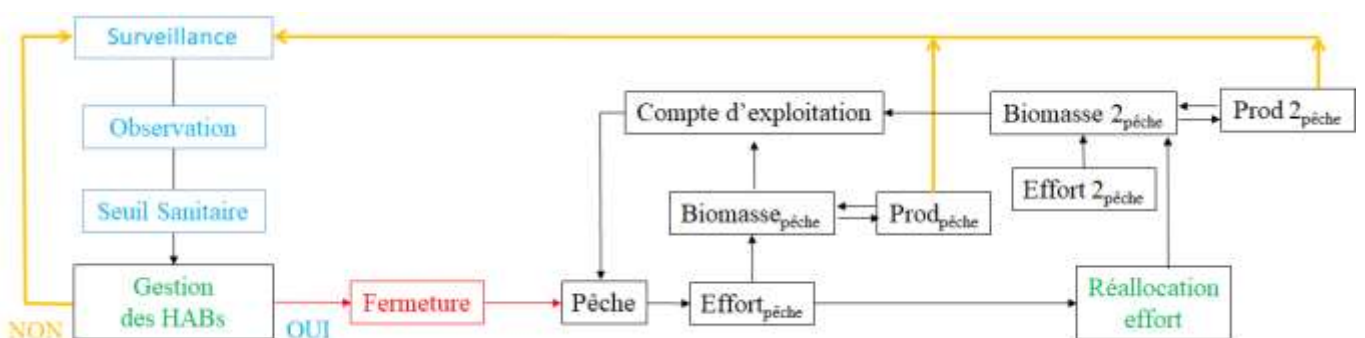 Surveillance
Observation
Seuil Sanitaire
Gestion
des HABs
NON
OUI
Fermeture
Pêche
Effortpêche
Biomassepêche
Prodpêche
Compte d'exploitation
Biomasse 2pêche
Prod 2pêche
Effort 2pêche
Réallocation
effort